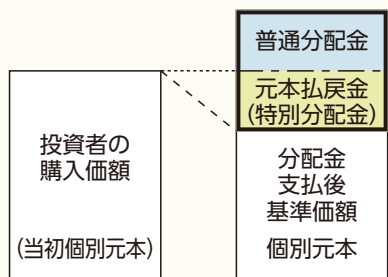 普通分配金
元本払戻金
(特別分配金)
投資者の
購入価額
(当初個別元本)
分配金
支払後
基準価額
個別元本